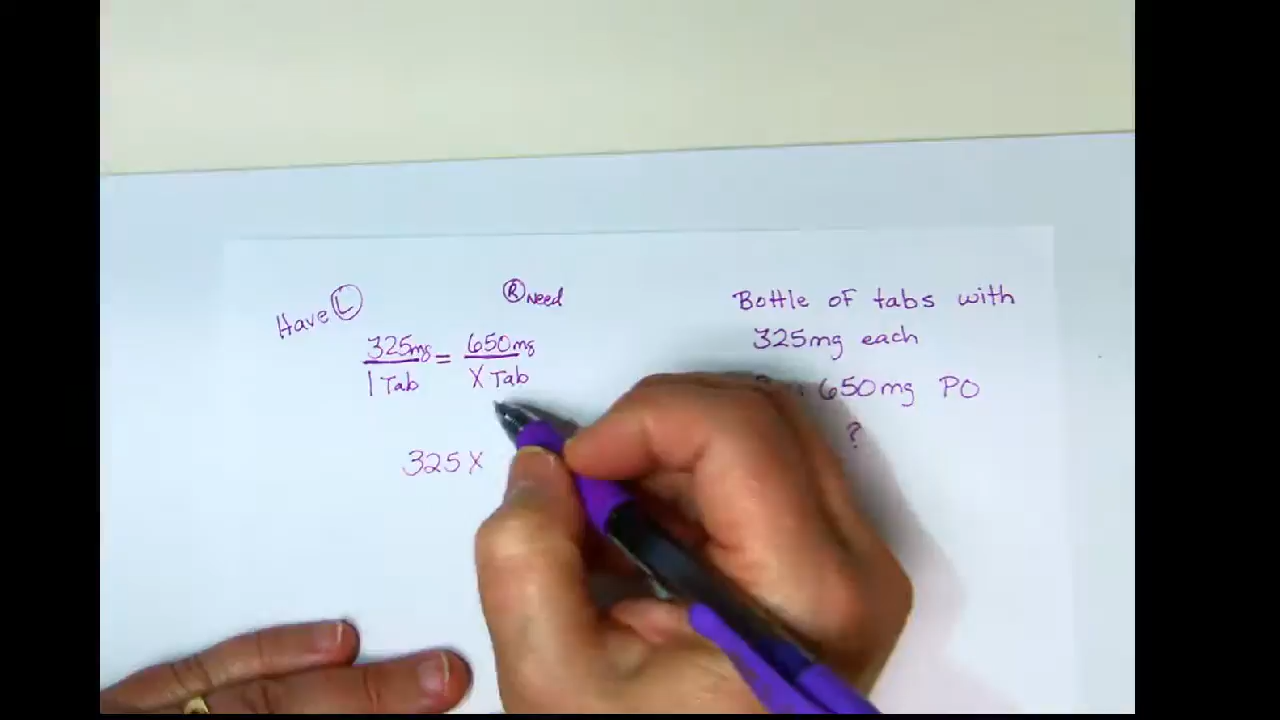 Have L
R Need
325mg = 650mg
1 Tab X Tab
325 X
Bottle of tabs with
325mg each
650mg PO
?